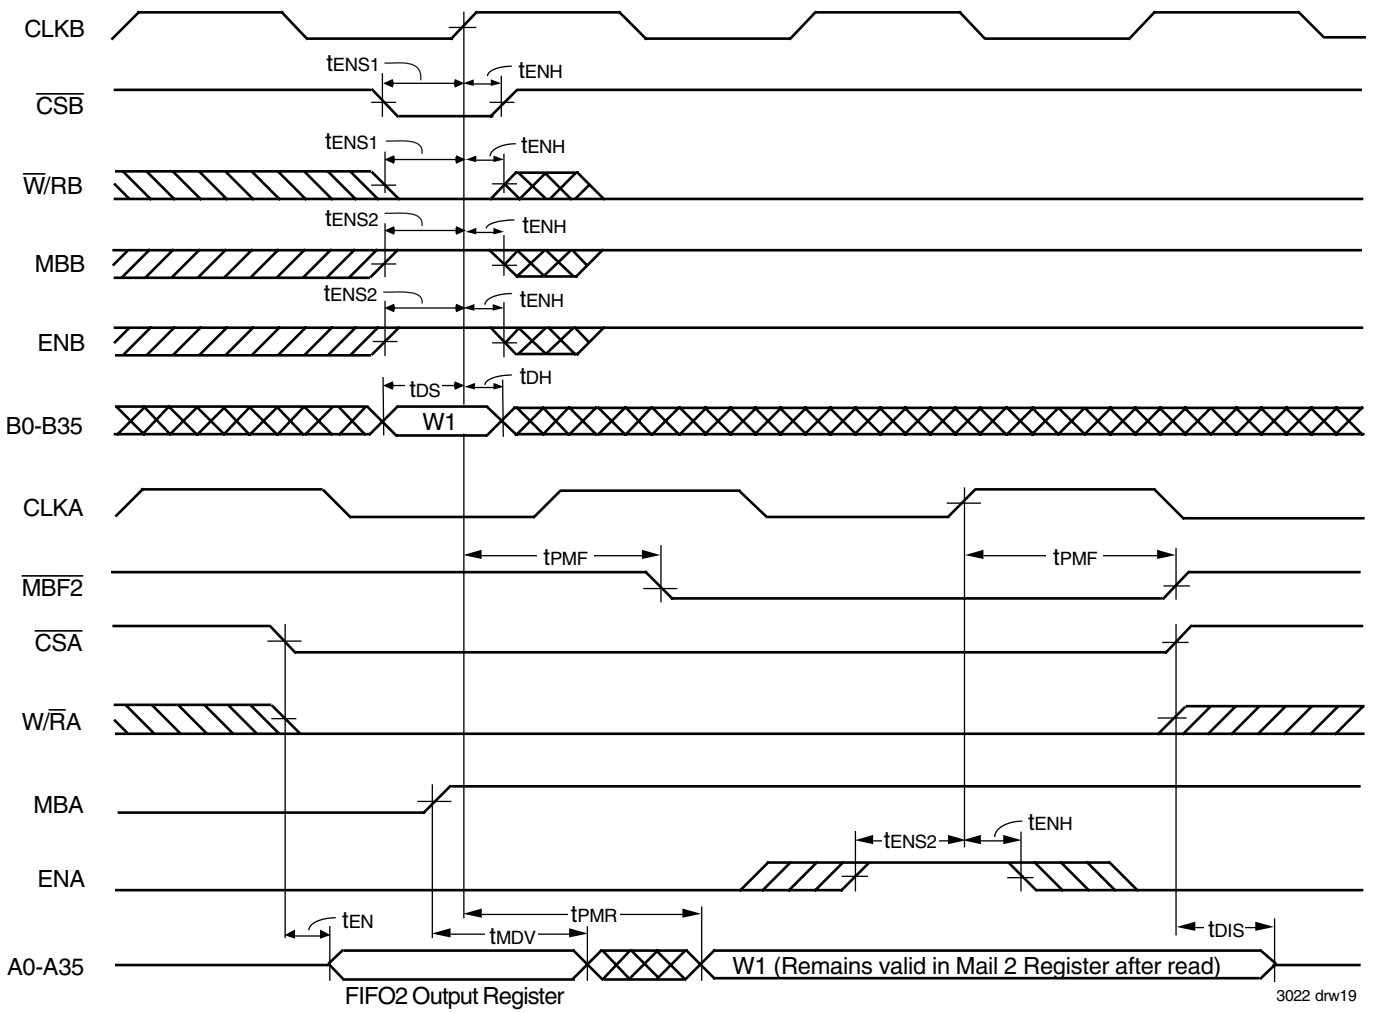 CLKB
tENS1
tENH
CSB
tENS1
tENH
W/RB
tENS2
tENH
MBB
tENS2
tENH
ENB
tDS
tDH
B0-B35
W1
CLKA
tPMF
tPMF
MBF2
CSA
W/RA
MBA
tENS2
tENH
ENA
tEN
tPMR
tMDV
tDIS
A0-A35
W1 (Remains valid in Mail 2 Register after read)
FIFO2 Output Register
3022 drw19